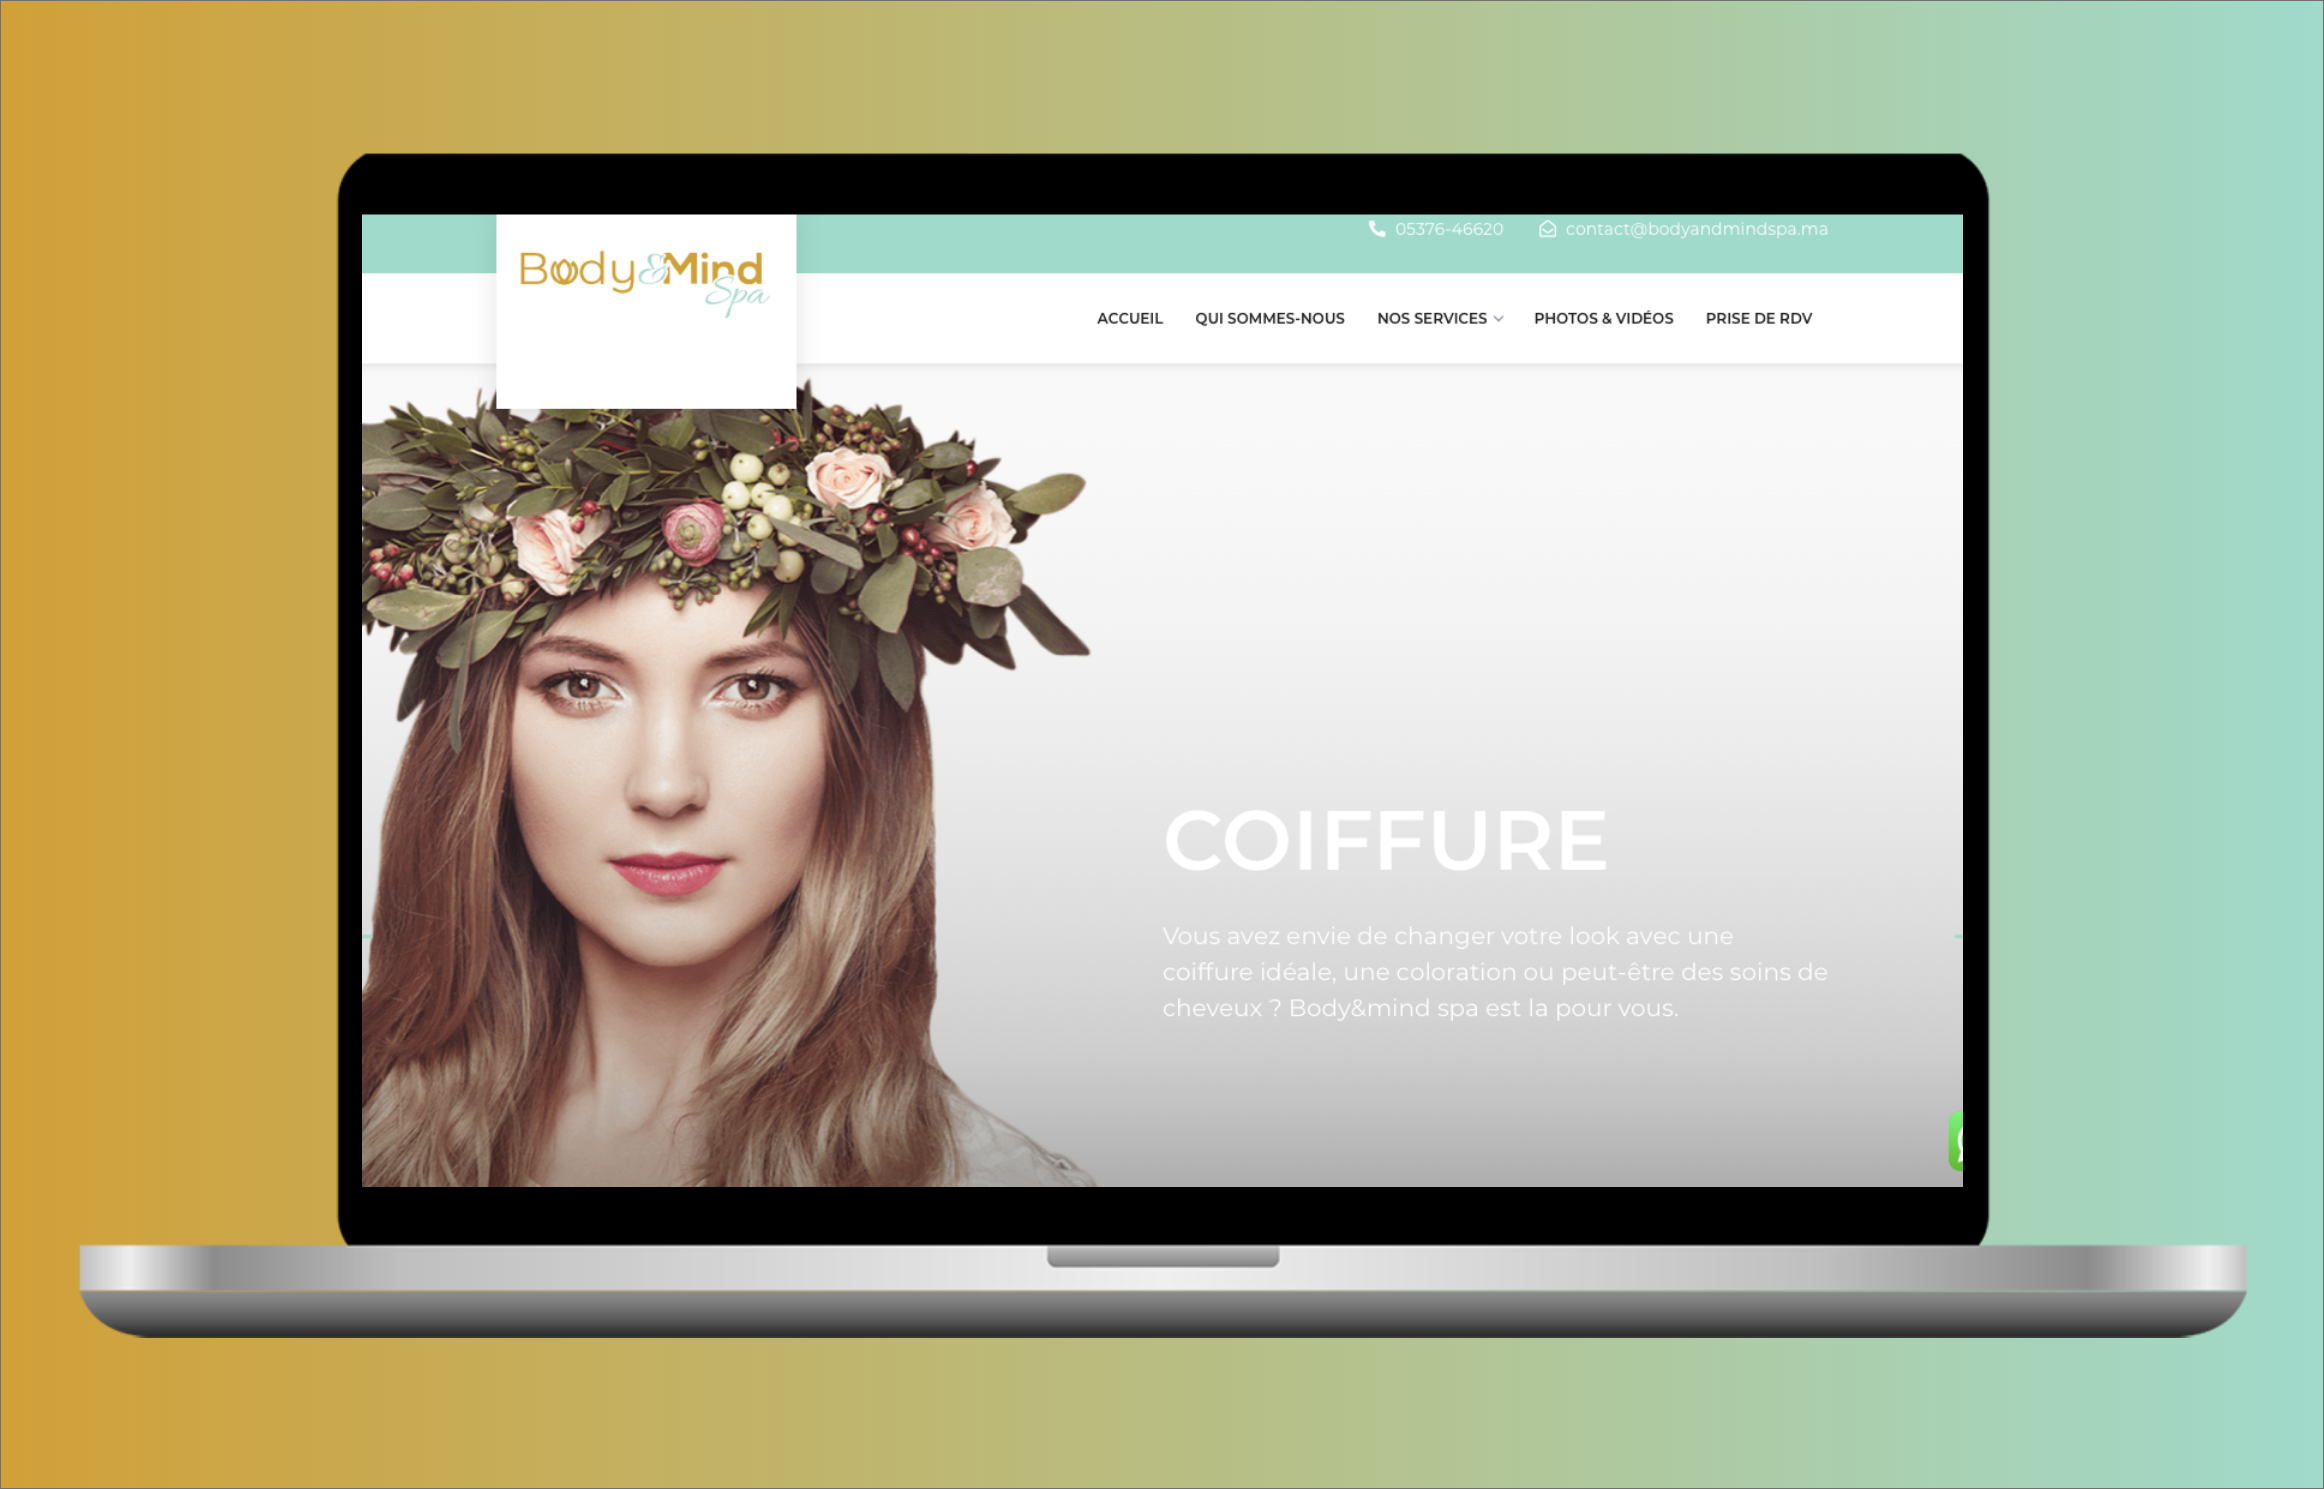 05376-46620
contact@bodyandmindspa.ma
Body&Mind
Spa
ACCUEIL
QUI SOMMES-NOUS
NOS SERVICES
PHOTOS & VIDÉOS
PRISE DE RDV
COIFFURE
Vous avez envie de changer votre look avec une
coiffure idéale, une coloration ou peut-être des soins de
cheveux ? Body&mind spa est la pour vous.